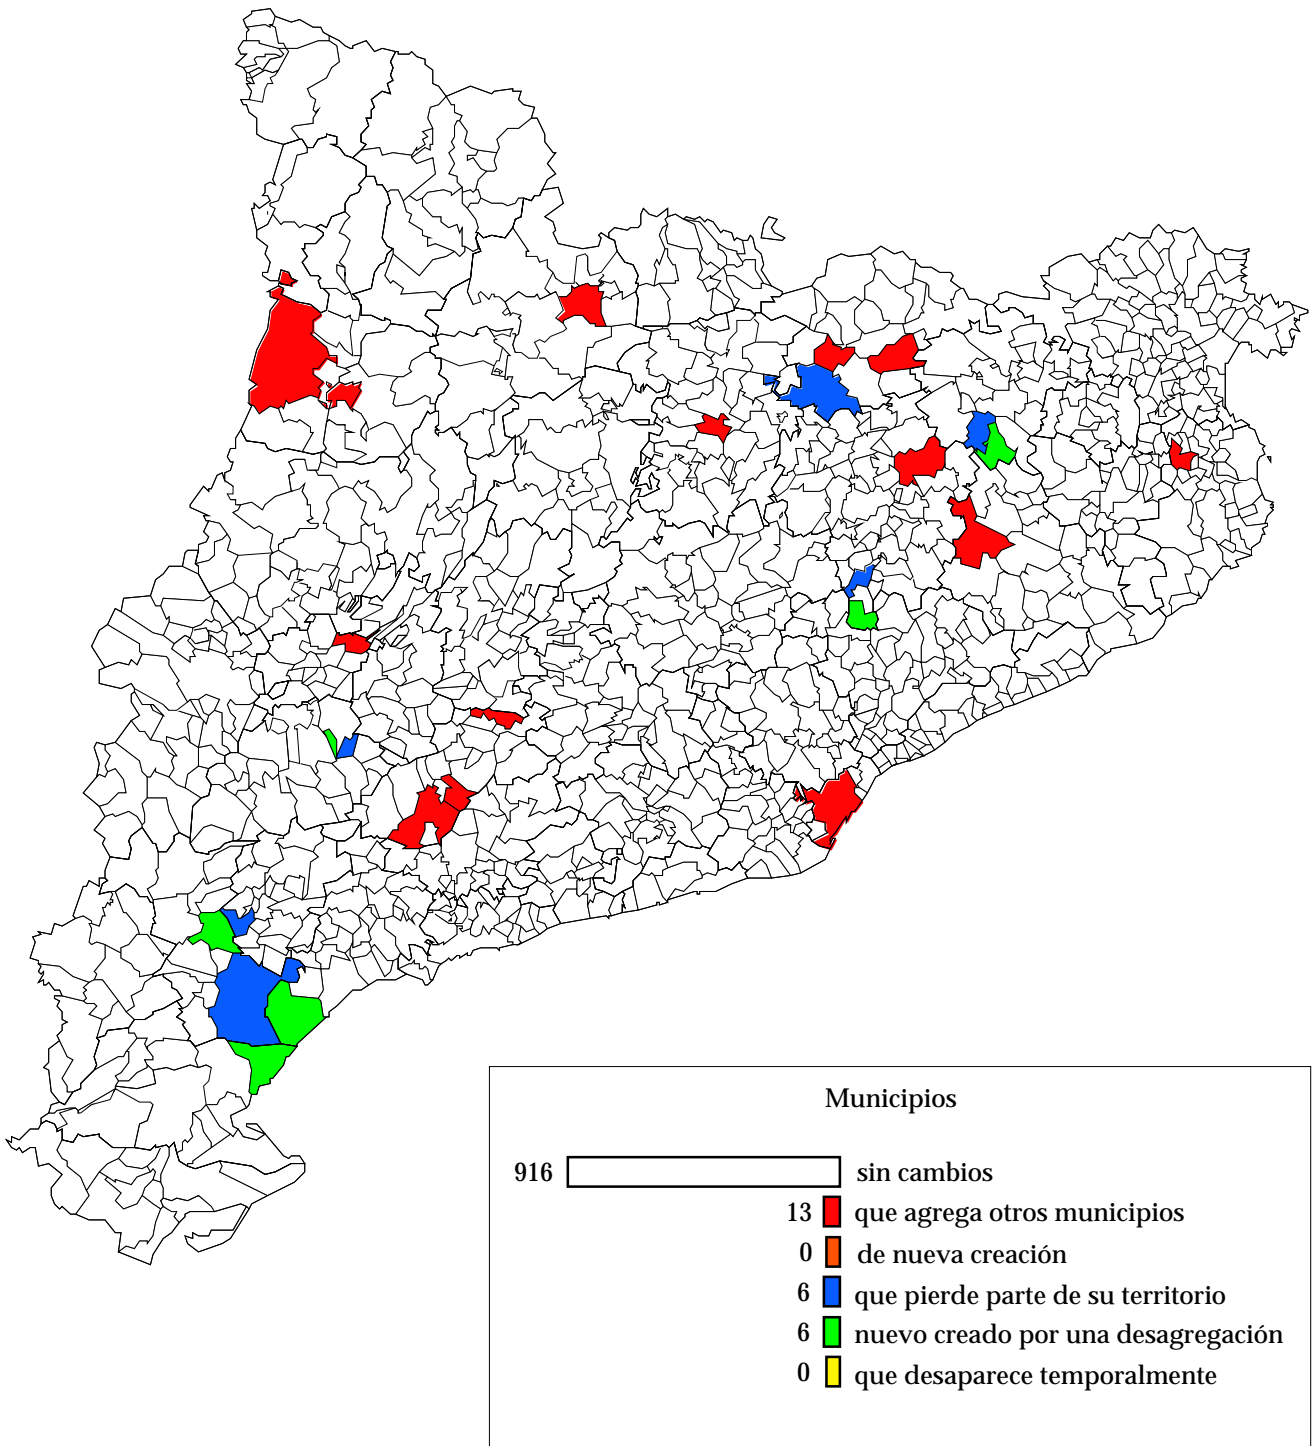 Municipios
916 sin cambios
13 que agrega otros municipios
0 de nueva creación
6 que pierde parte de su territorio
6 nuevo creado por una desagregación
0 que desaparece temporalmente